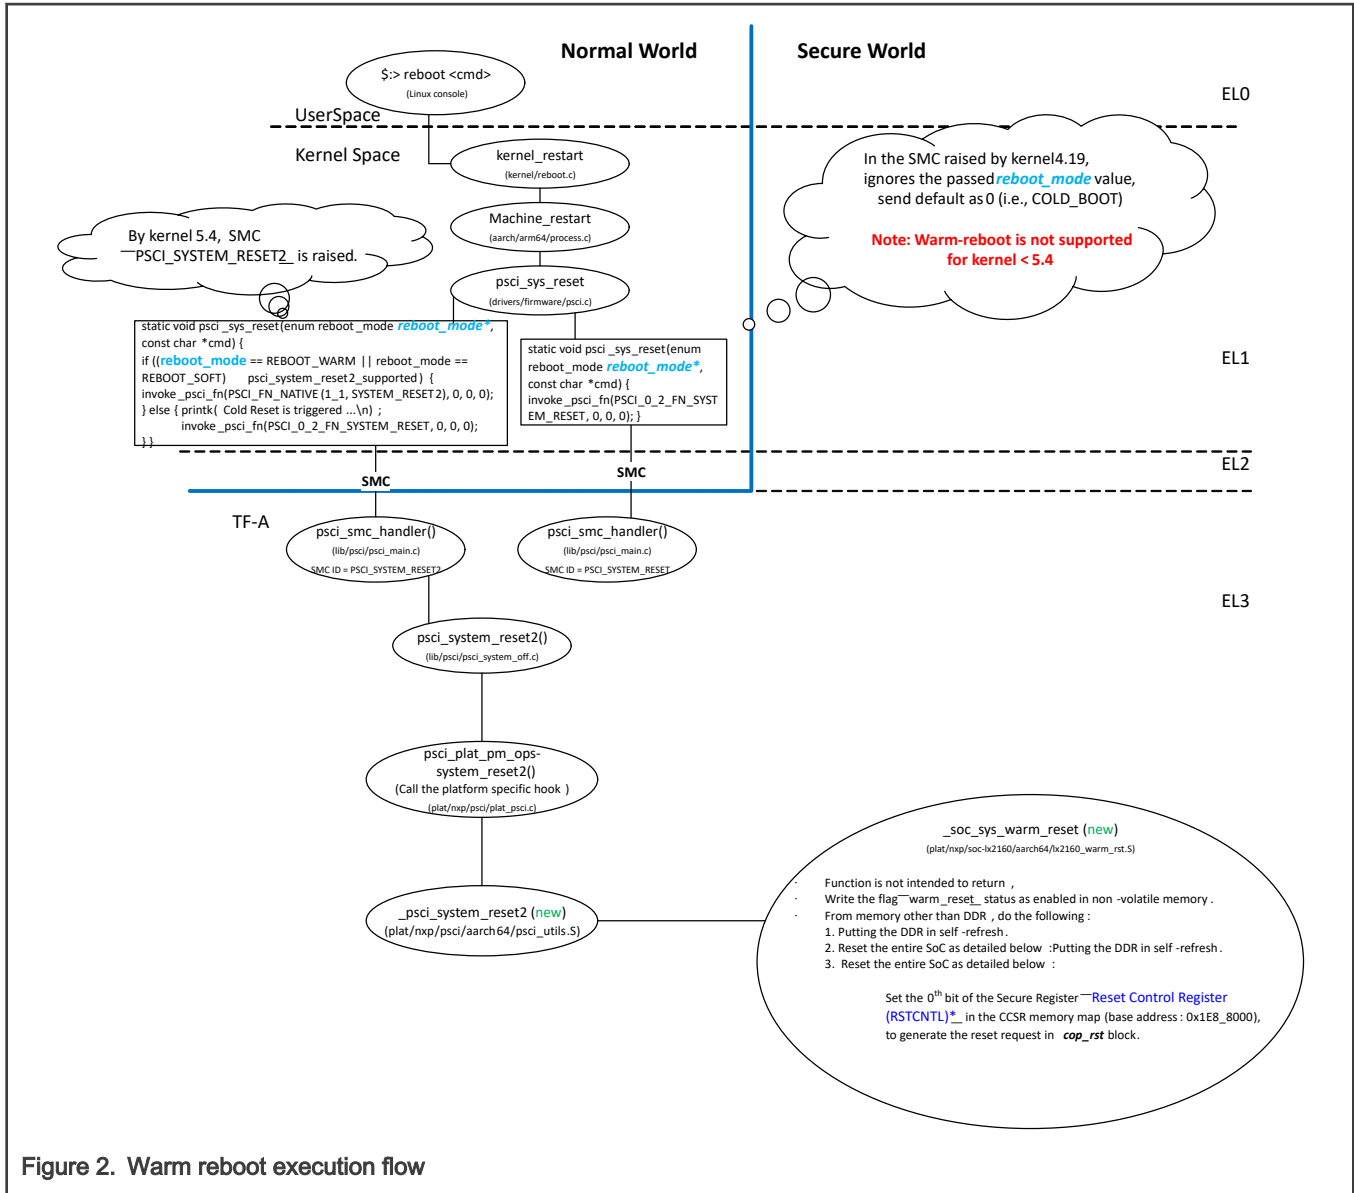 Normal World
Secure World
$:> reboot <cmd>
(Linux console)
EL0
UserSpace
Kernel Space
kernel_restart
(kernel/reboot.c)
In the SMC raised by kernel4.19,
ignores the passed reboot_mode value,
send default as 0 (i.e., COLD_BOOT)
Note: Warm-reboot is not supported
for kernel < 5.4
Machine_restart
(aarch/arm64/process.c)
By kernel 5.4, SMC
PSCI_SYSTEM_RESET2_ is raised.
psci_sys_reset
(drivers/firmware/psci.c)
static void psci _sys_reset(enum reboot_mode reboot_mode*,
const char *cmd) {
if ((reboot_mode == REBOOT_WARM || reboot_mode ==
REBOOT_SOFT) psci_system_reset2_supported) {
invoke_psci_fn(PSCI_FN_NATIVE(1_1, SYSTEM_RESET2), 0, 0, 0);
} else { printk( Cold Reset is triggered ...\n) ;
invoke_psci_fn(PSCI_0_2_FN_SYSTEM_RESET, 0, 0, 0);
} }
static void psci _sys_reset(enum
reboot_mode reboot_mode*,
const char *cmd) {
invoke_psci_fn(PSCI_0_2_FN_SYST
EM_RESET, 0, 0, 0); }
EL1
EL2
SMC
SMC
TF-A
psci_smc_handler()
(lib/psci/psci_main.c)
SMC ID = PSCI_SYSTEM_RESET2
psci_smc_handler()
(lib/psci/psci_main.c)
SMC ID = PSCI_SYSTEM_RESET
EL3
psci_system_reset2()
(lib/psci/psci_system_off.c)
psci_plat_pm_ops-
system_reset2()
(Call the platform specific hook )
(plat/nxp/psci/plat_psci.c)
_psci_system_reset2 (new)
(plat/nxp/psci/aarch64/psci_utils.S)
_soc_sys_warm_reset (new)
(plat/nxp/soc-lx2160/aarch64/lx2160_warm_rst.S)
· Function is not intended to return ,
· Write the flag warm_reset_ status as enabled in non -volatile memory .
· From memory other than DDR , do the following :
1. Putting the DDR in self -refresh .
2. Reset the entire SoC as detailed below :Putting the DDR in self -refresh .
3. Reset the entire SoC as detailed below :
Set the 0th bit of the Secure Register Reset Control Register
(RSTCNTL)*_ in the CCSR memory map (base address : 0x1E8_8000),
to generate the reset request in cop_rst block.
Figure 2. Warm reboot execution flow